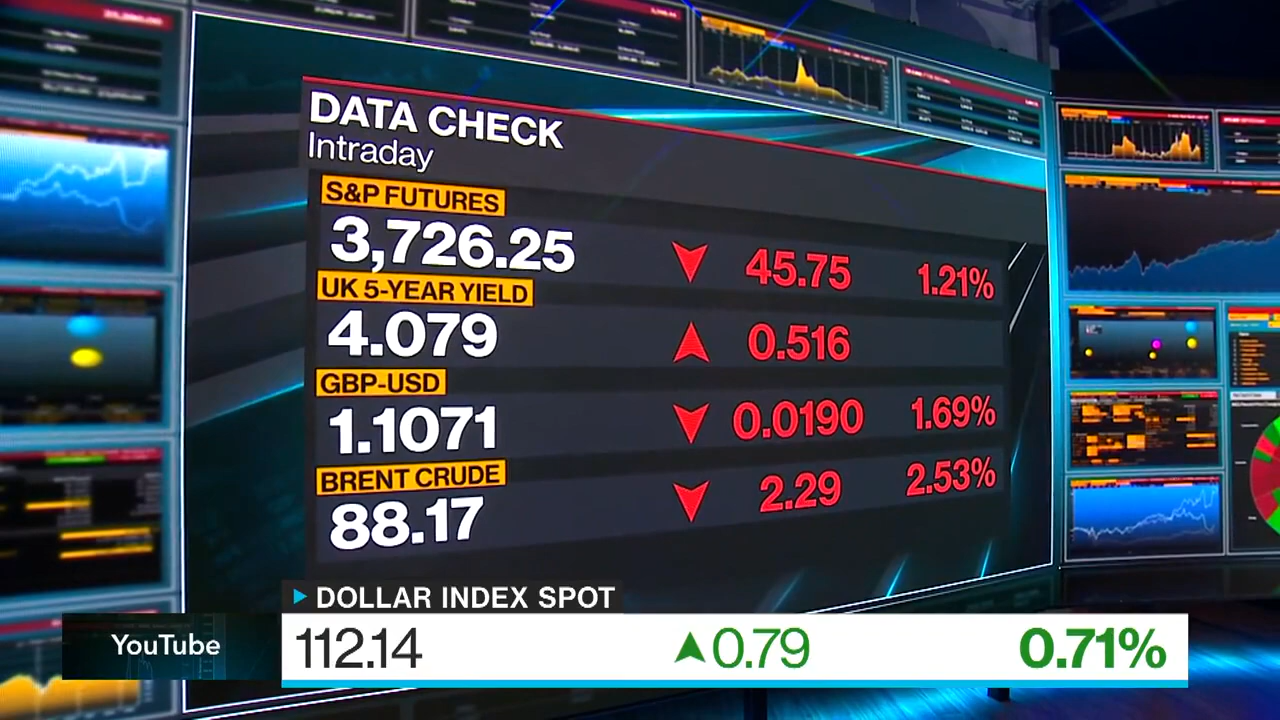 DATA CHECK
Intraday
S&P FUTURES
3,726.25 ▼ 45.75 1.21%
UK 5-YEAR YIELD
4.079 ▲ 0.516
GBP-USD
1.1071 ▼ 0.0190 1.69%
BRENT CRUDE
88.17 ▼ 2.29 2.53%
DOLLAR INDEX SPOT
YouTube 112.14 ▲0.79 0.71%